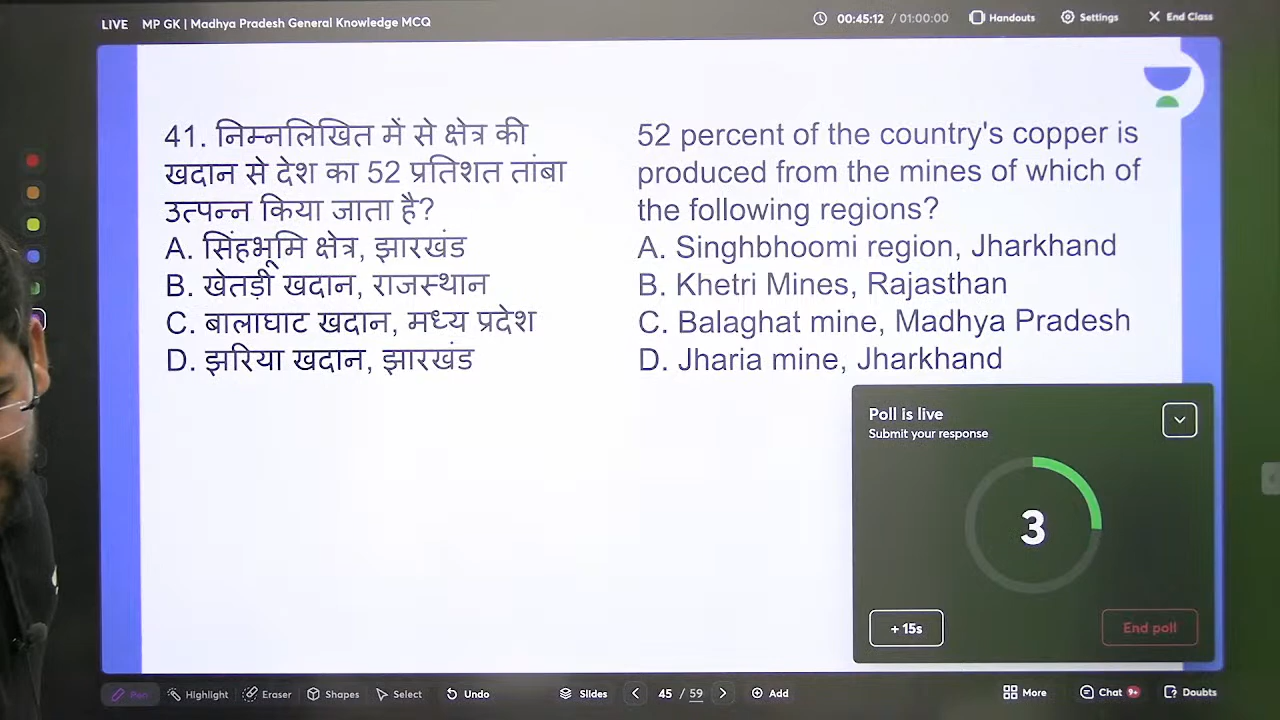 LIVE MP GK | Madhya Pradesh General Knowledge MCQ 00:45:12 / 01:00:00 Handouts Settings End Class
41. निम्नलिखित में से क्षेत्र की
खदान से देश का 52 प्रतिशत तांबा
उत्पन्न किया जाता है?
A. सिंहभूमि क्षेत्र, झारखंड
B. खेतड़ी खदान, राजस्थान
C. बालाघाट खदान, मध्य प्रदेश
D. झरिया खदान, झारखंड
52 percent of the country's copper is
produced from the mines of which of
the following regions?
A. Singhbhoomi region, Jharkhand
B. Khetri Mines, Rajasthan
C. Balaghat mine, Madhya Pradesh
D. Jharia mine, Jharkhand
Poll is live
Submit your response
3
+ 15s End poll
Pen Highlight Eraser Shapes Select Undo Slides 45 / 59 Add More Chat 9+ Doubts